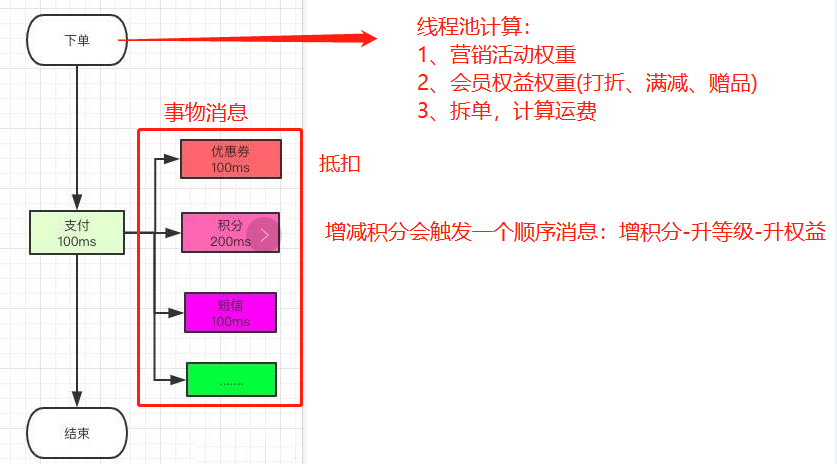 下单
线程池计算：
1、营销活动权重
2、会员权益权重(打折、满减、赠品)
3、拆单，计算运费
事物消息
优惠券
100ms
抵扣
支付
100ms
积分
200ms
增减积分会触发一个顺序消息：增积分-升等级-升权益
短信
100ms
.......
结束